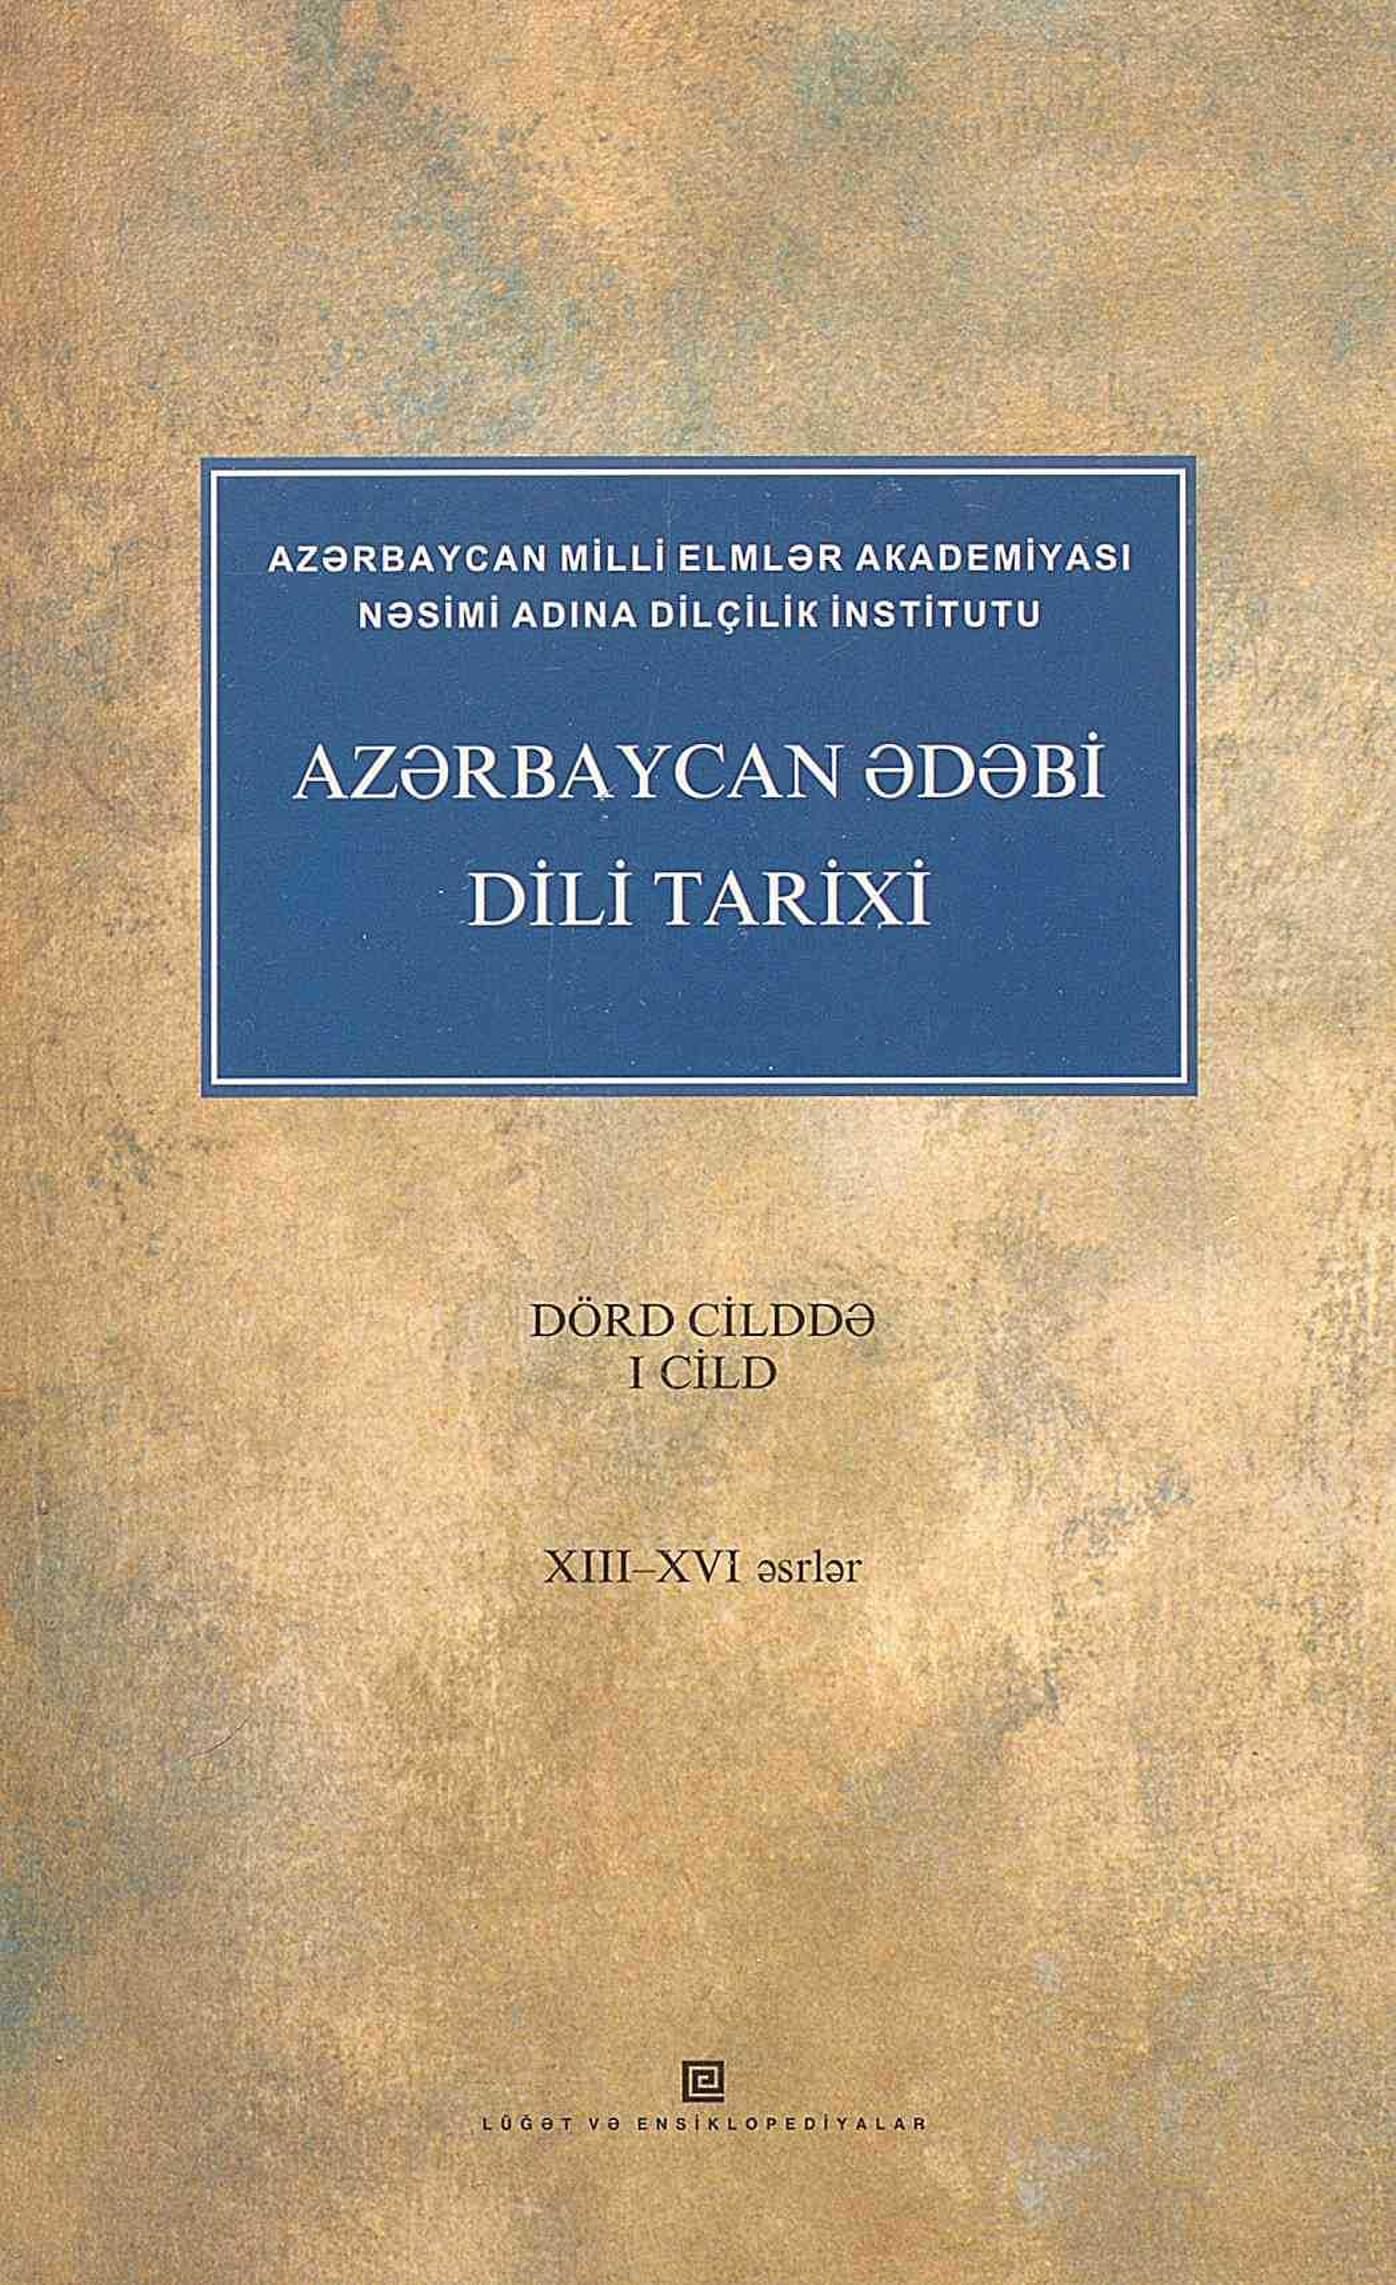 AZƏRBAYCAN MİLLİ ELMLƏR AKADEMİYASI
NƏSİMİ ADINA DİLÇİLİK İNSTİTUTU
AZƏRBAYCAN ƏDƏBİ
DİLİ TARİXİ
DÖRD CİLDDƏ
I CİLD
XIII–XVI əsrlər
LÜĞƏT VƏ ENSİKLOPEDİYALAR